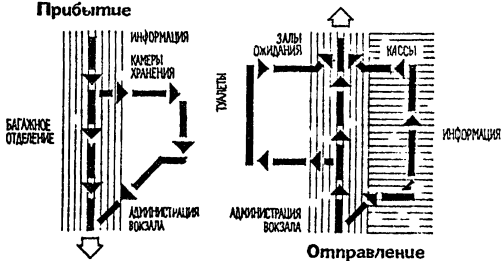 Прибытие
ИНФОРМАЦИЯ
КАМЕРЫ
ХРАНЕНИЯ
БАГАЖНОЕ
ОТДЕЛЕНИЕ
АДМИНИСТРАЦИЯ
ВОКЗАЛА
Отправление
ЗАЛЫ
ОЖИДАНИЯ
КАССЫ
ТУАЛЕТЫ
ИНФОРМАЦИЯ
АДМИНИСТРАЦИЯ
ВОКЗАЛА